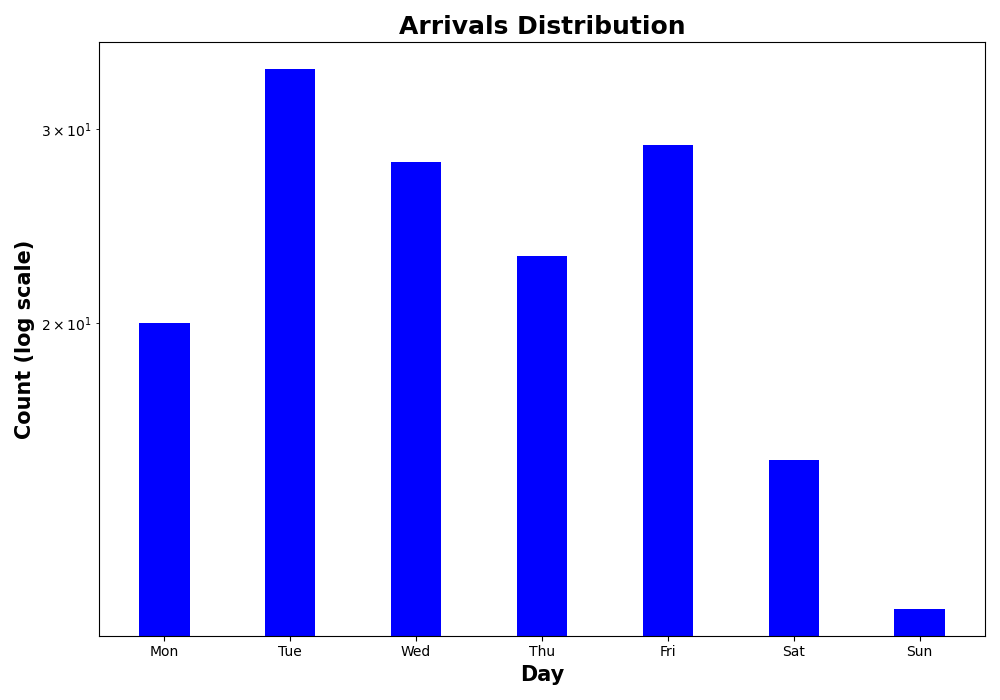 Arrivals Distribution
Count (log scale)
3 × 10¹
2 × 10¹
Mon Tue Wed Thu Fri Sat Sun
Day